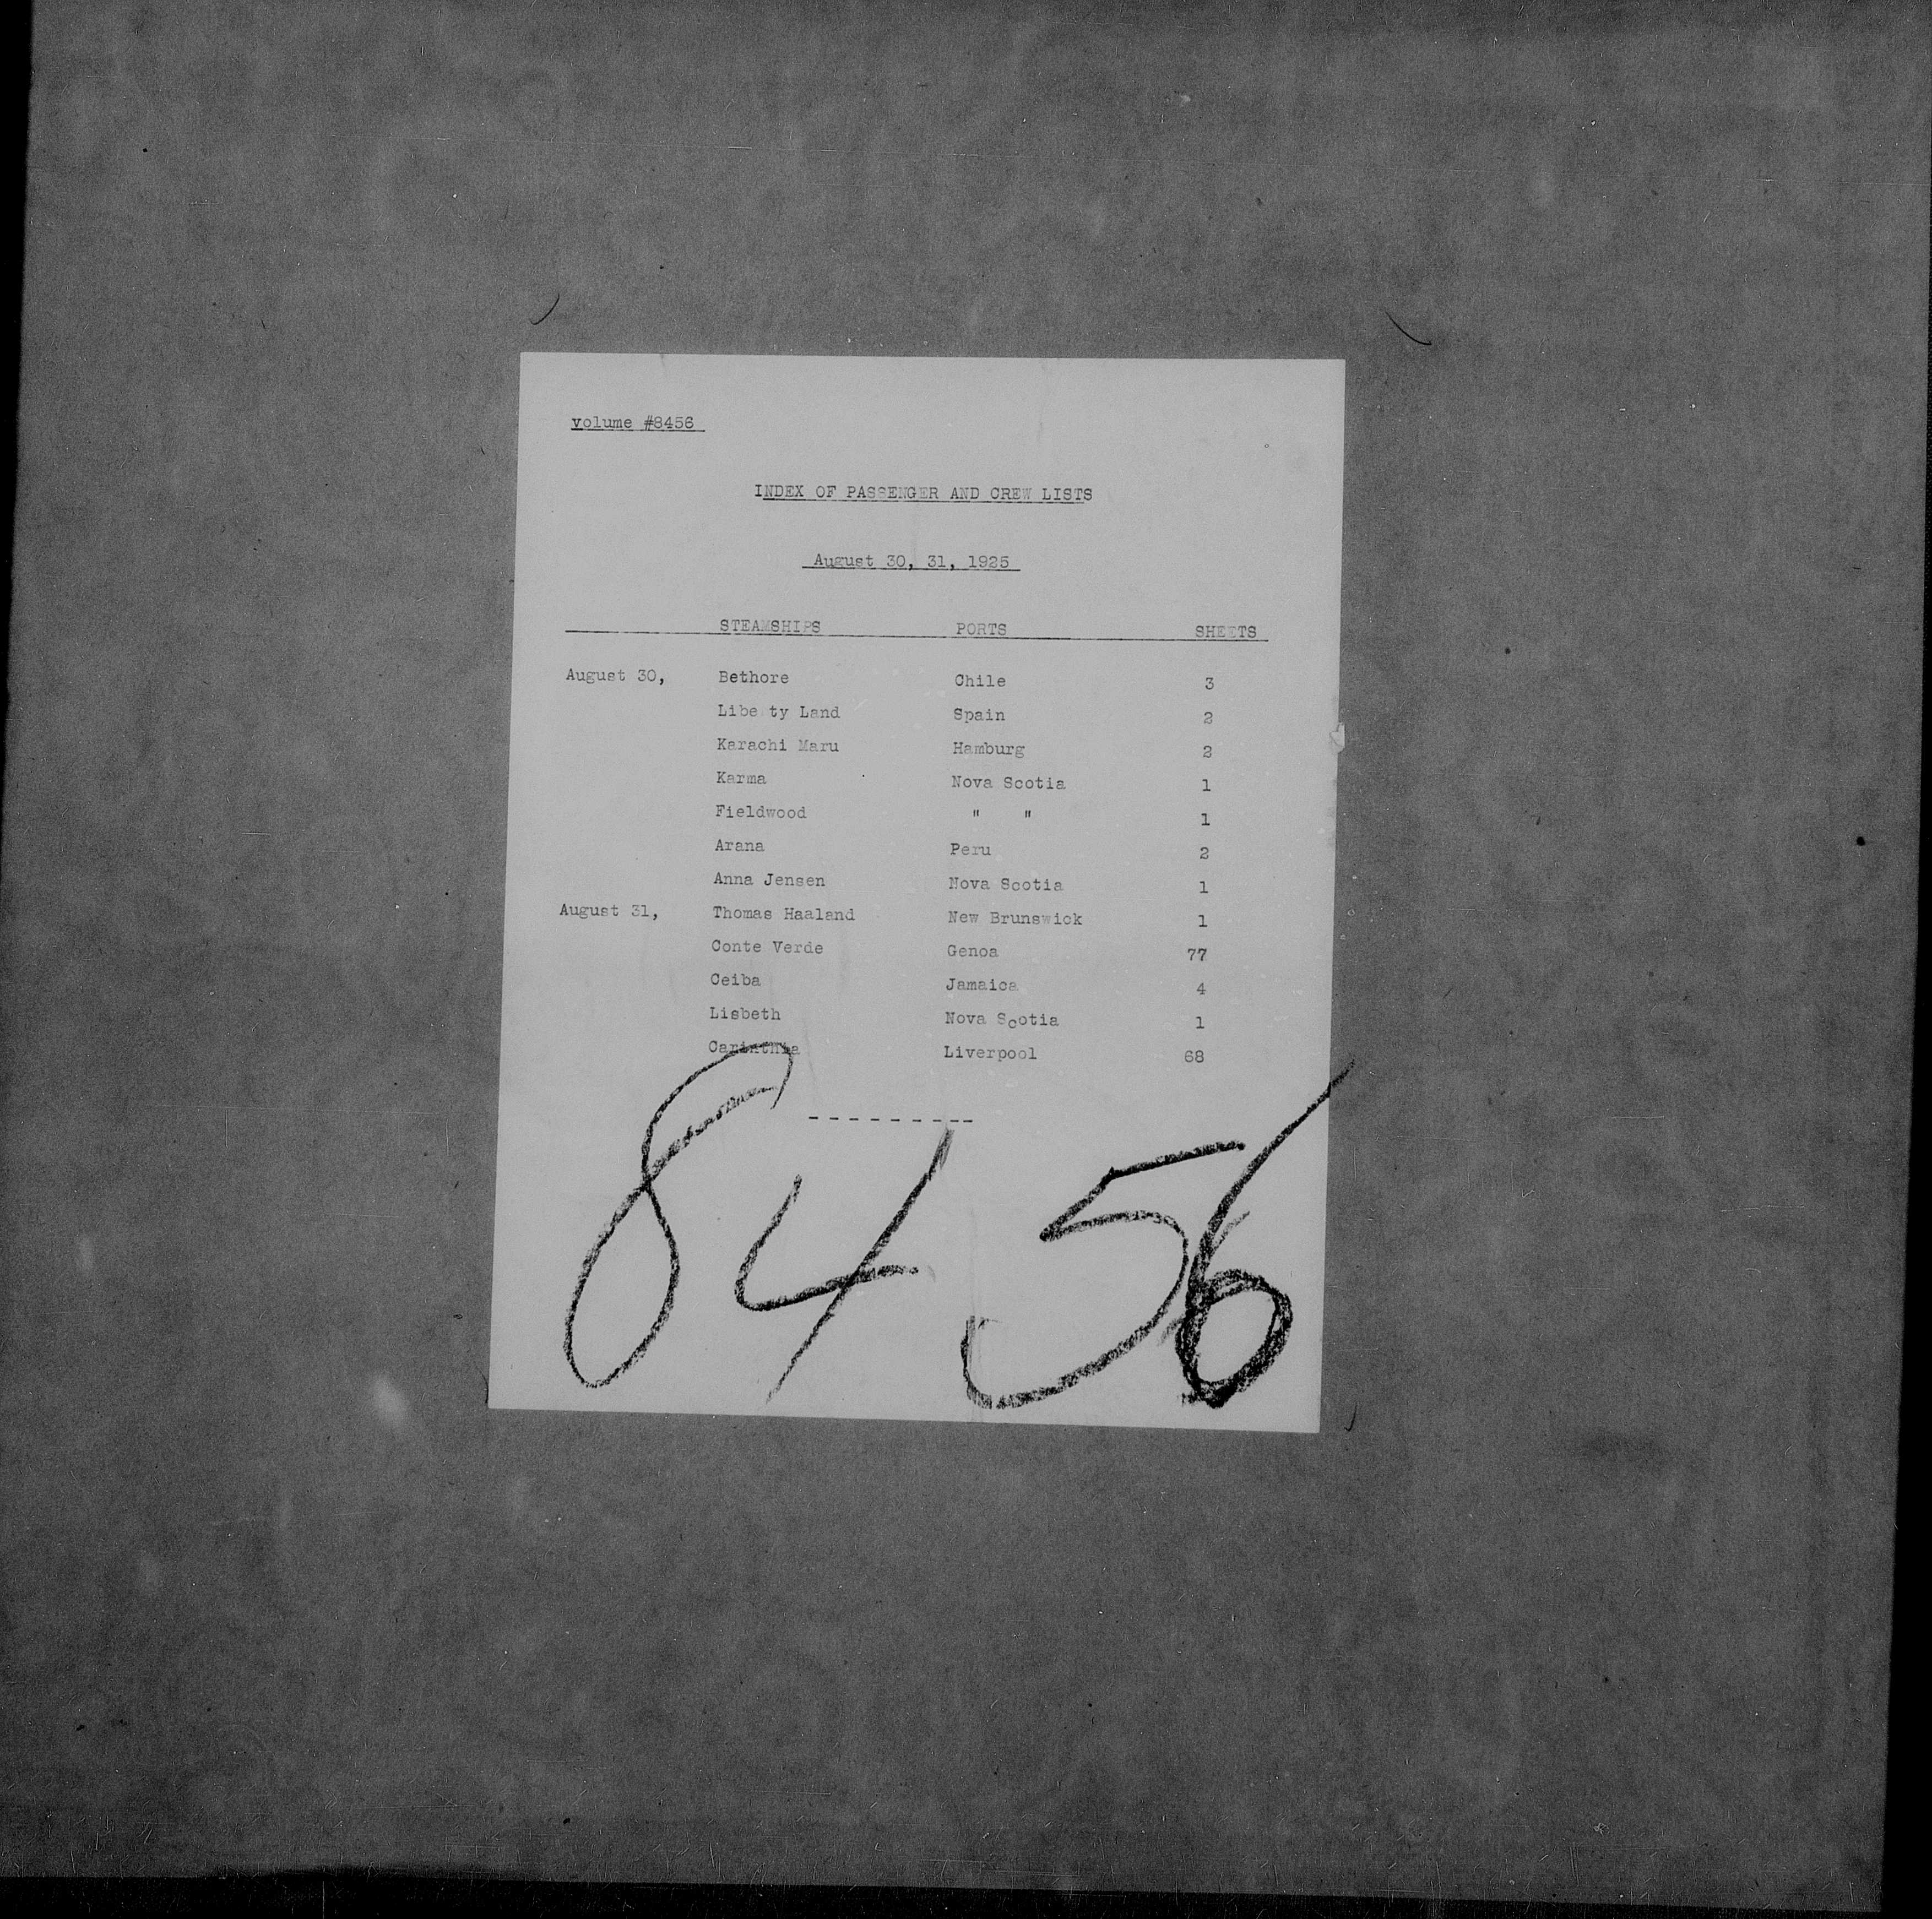 volume #8456
INDEX OF PASSENGER AND CREW LISTS
August 30, 31, 1925
STEAMSHIPS PORTS SHEETS
August 30, Bethore Chile 3
Libe ty Land Spain 2
Karachi Maru Hamburg 2
Karma Nova Scotia 1
Fieldwood " " 1
Arana Peru 2
Anna Jensen Nova Scotia 1
August 31, Thomas Haaland New Brunswick 1
Conte Verde Genoa 77
Ceiba Jamaica 4
Lisbeth Nova Scotia 1
Carinthia Liverpool 68
---------
8456